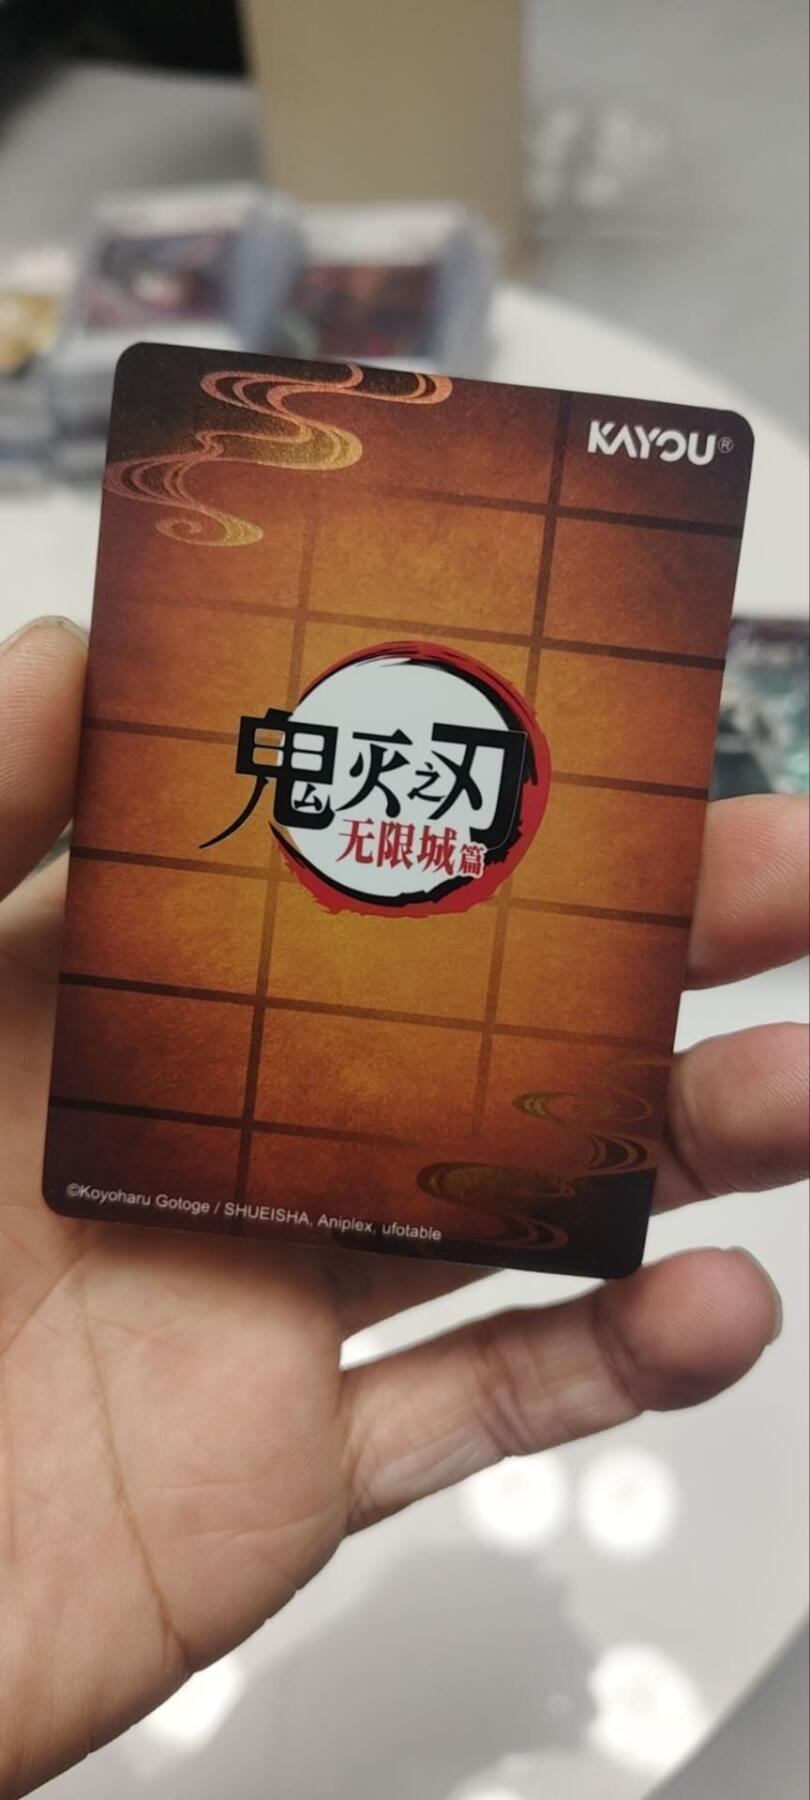 KAYOU®
鬼灭之刃
无限城篇
©Koyoharu Gotoge / SHUEISHA, Aniplex, ufotable